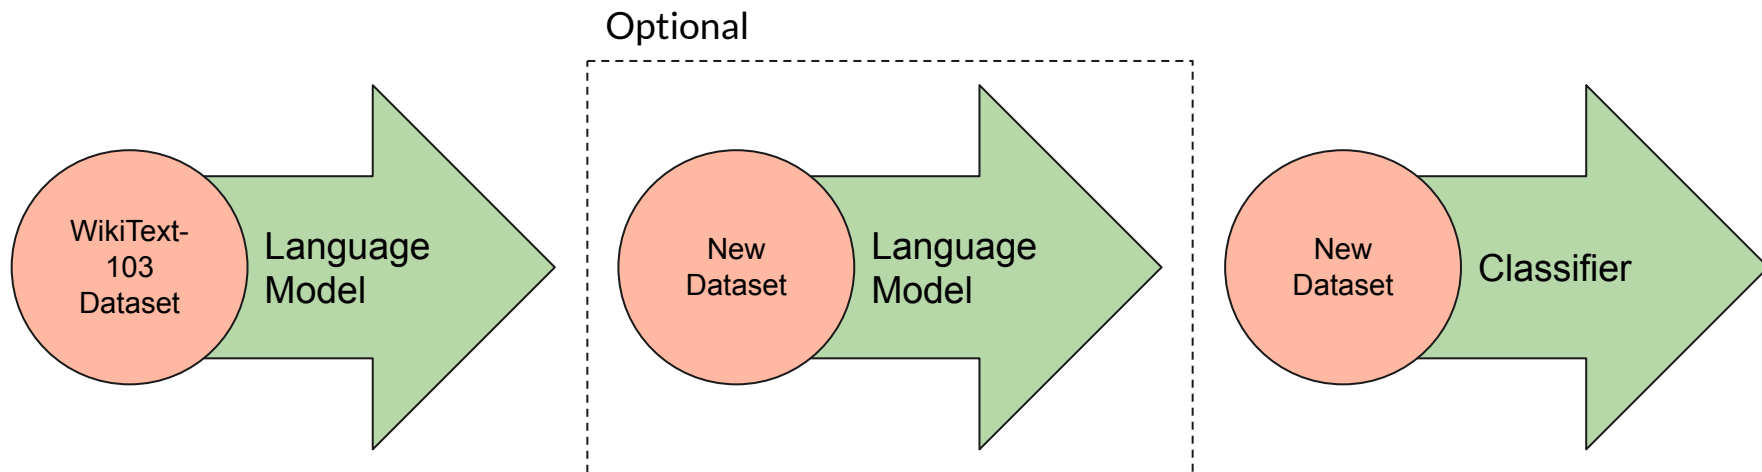 Optional
WikiText-
103
Dataset
Language
Model
New
Dataset
Language
Model
New
Dataset
Classifier